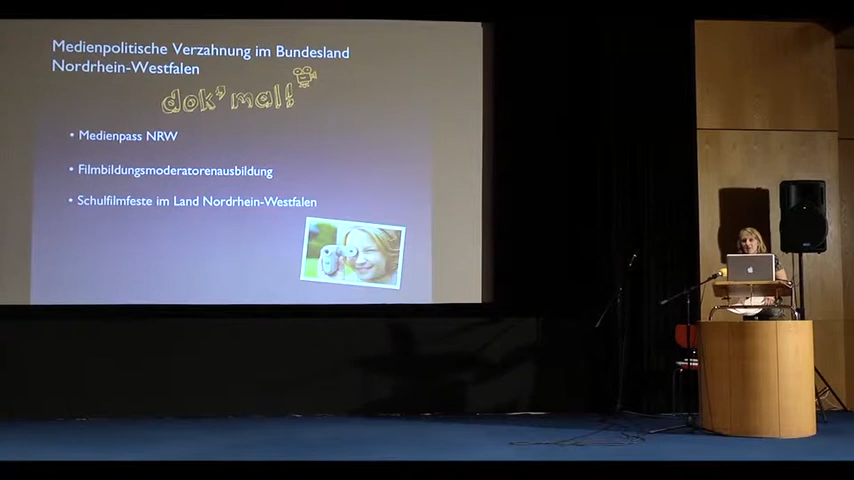 Medienpolitische Verzahnung im Bundesland
Nordrhein-Westfalen
dok' mal!
• Medienpass NRW
• Filmbildungsmoderatorenausbildung
• Schulfilmfeste im Land Nordrhein-Westfalen